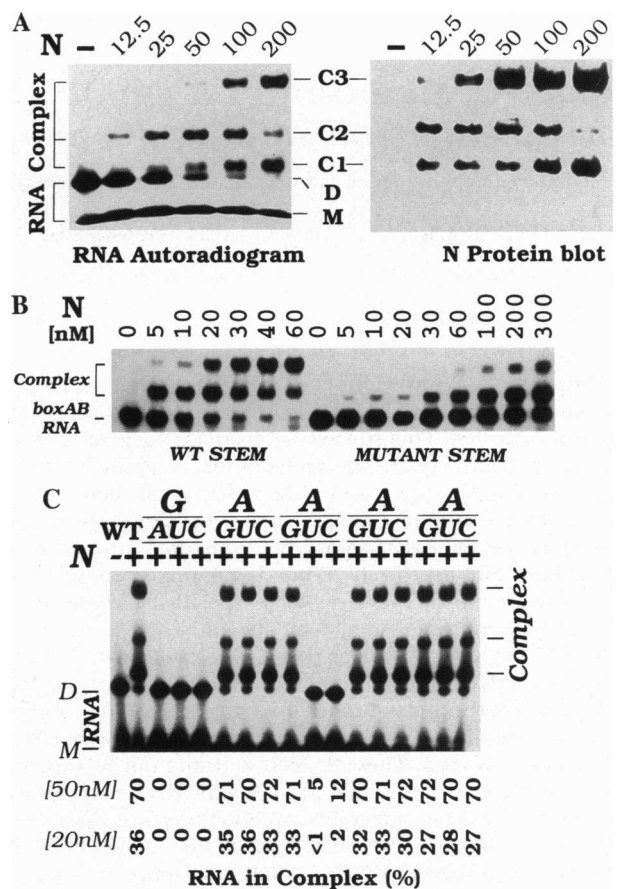 A
N − 12.5 25 50 100 200 − 12.5 25 50 100 200
Complex
RNA
C3
C2
C1
D
M
RNA Autoradiogram N Protein blot
B
N [nM] 0 5 10 20 30 40 60 0 5 10 20 30 60 100 200 300
Complex
boxAB RNA
WT STEM MUTANT STEM
C
G A A A A
WT AUC GUC GUC GUC GUC
N − + + + + + + + + + + + + + + + +
Complex
D
RNA
M
[50nM] 0 70 0 0 0 71 70 72 71 5 12 70 71 72 72 70 70
[20nM] 36 0 0 0 35 36 33 33 <1 2 32 33 30 27 28 27
RNA in Complex (%)